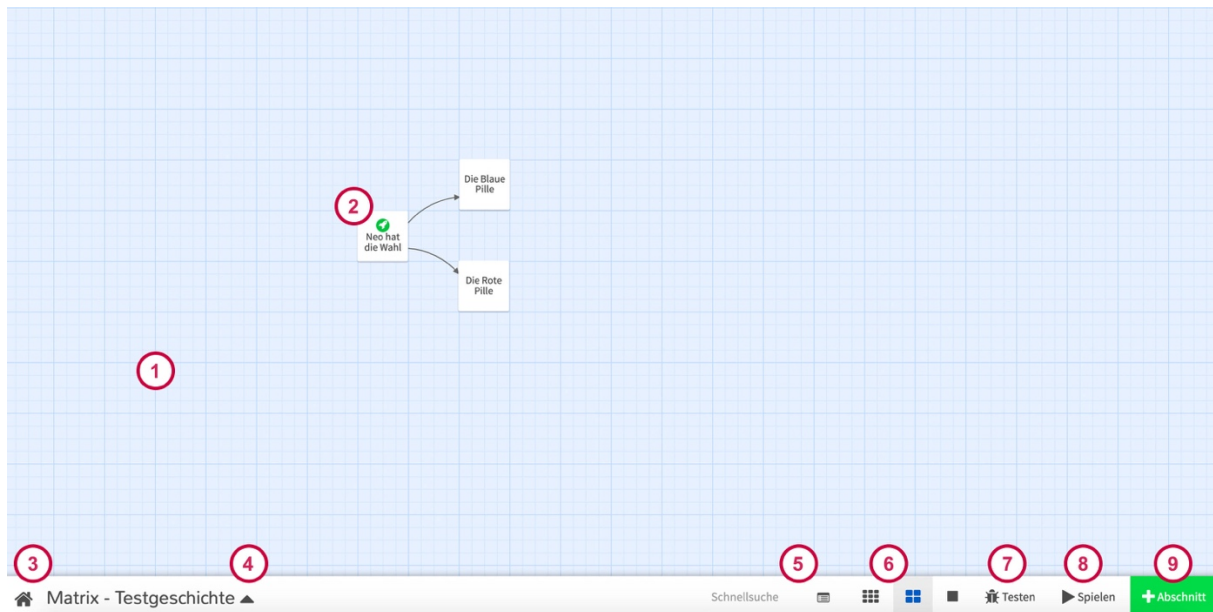 Die Blaue
Pille
2
Neo hat
die Wahl
Die Rote
Pille
1
3
4
5
6
7
8
9
Matrix - Testgeschichte
Schnellsuche
Testen
Spielen
Abschnitt